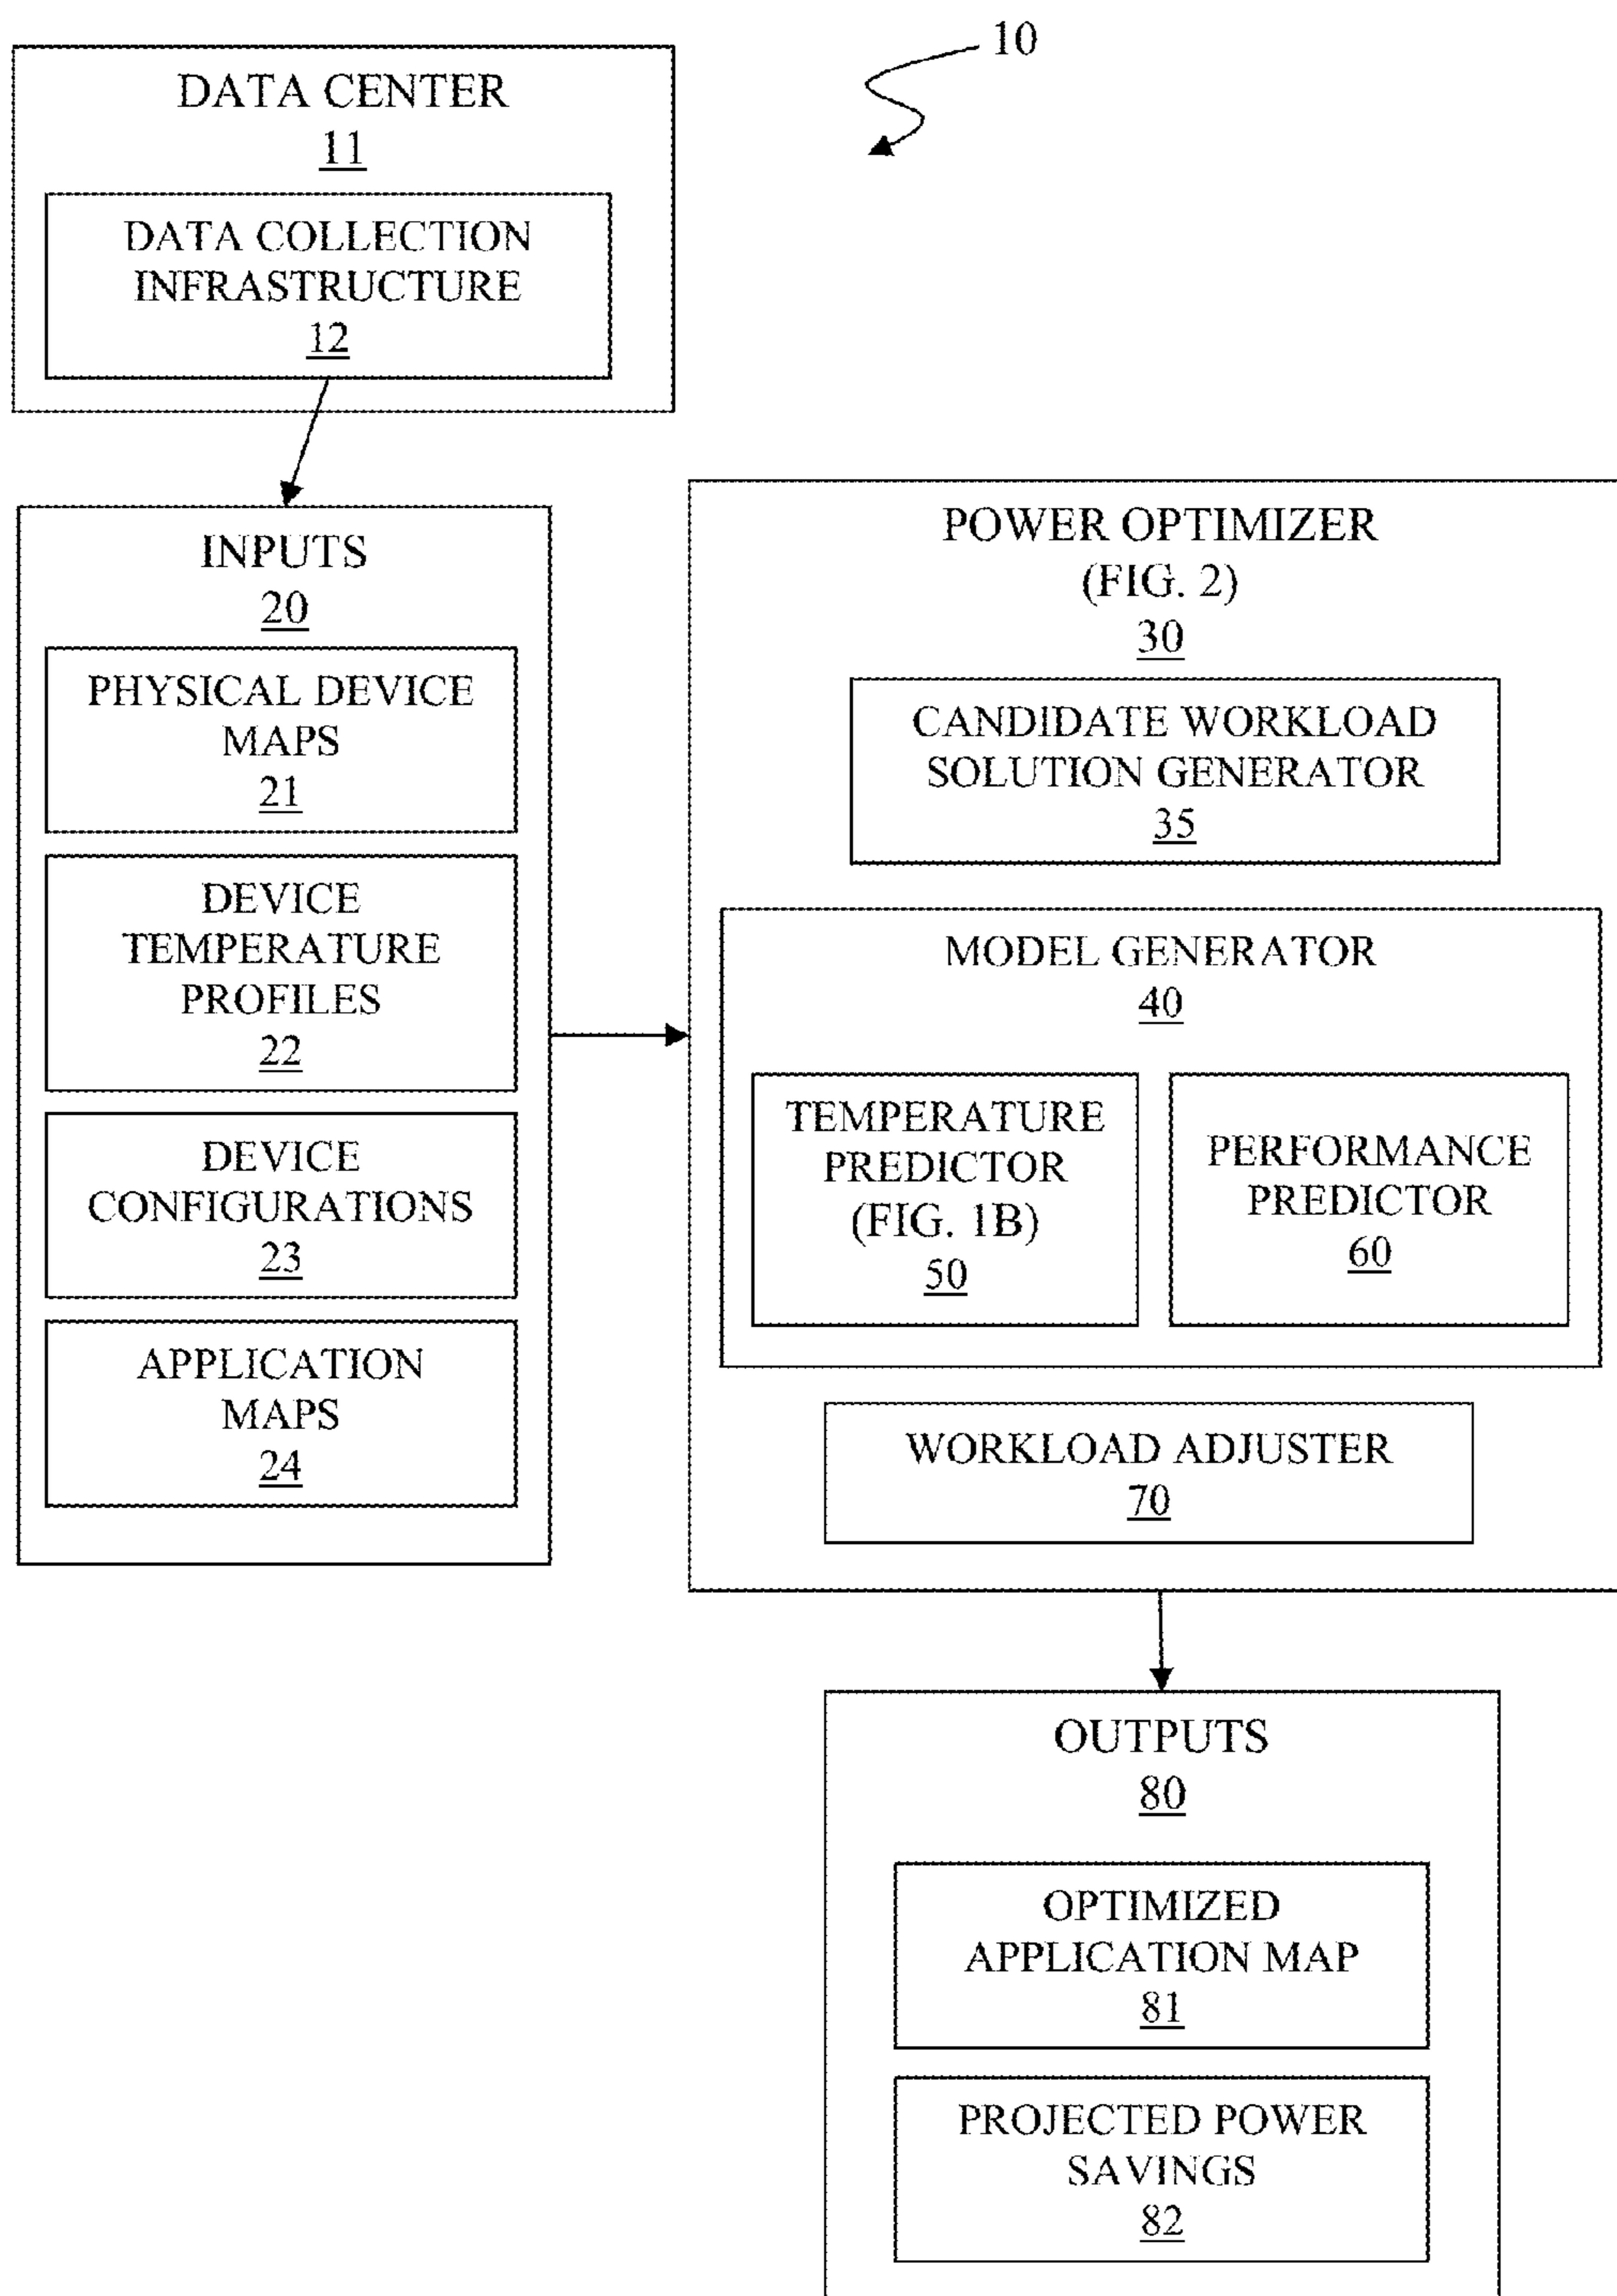 10
DATA CENTER
11
DATA COLLECTION
INFRASTRUCTURE
12
INPUTS
20
PHYSICAL DEVICE
MAPS
21
DEVICE
TEMPERATURE
PROFILES
22
DEVICE
CONFIGURATIONS
23
APPLICATION
MAPS
24
POWER OPTIMIZER
(FIG. 2)
30
CANDIDATE WORKLOAD
SOLUTION GENERATOR
35
MODEL GENERATOR
40
TEMPERATURE
PREDICTOR
(FIG. 1B)
50
PERFORMANCE
PREDICTOR
60
WORKLOAD ADJUSTER
70
OUTPUTS
80
OPTIMIZED
APPLICATION MAP
81
PROJECTED POWER
SAVINGS
82